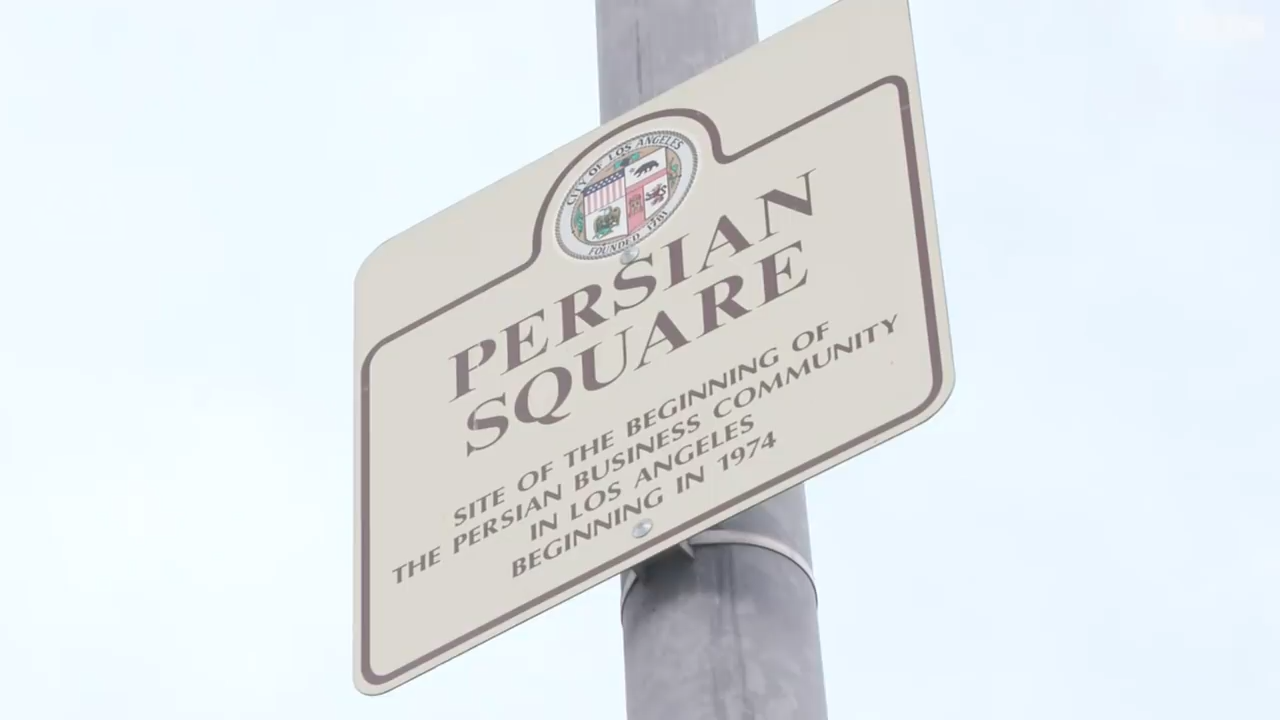 CITY OF LOS ANGELES
FOUNDED 1781
PERSIAN
SQUARE
SITE OF THE BEGINNING OF
THE PERSIAN BUSINESS COMMUNITY
IN LOS ANGELES
BEGINNING IN 1974